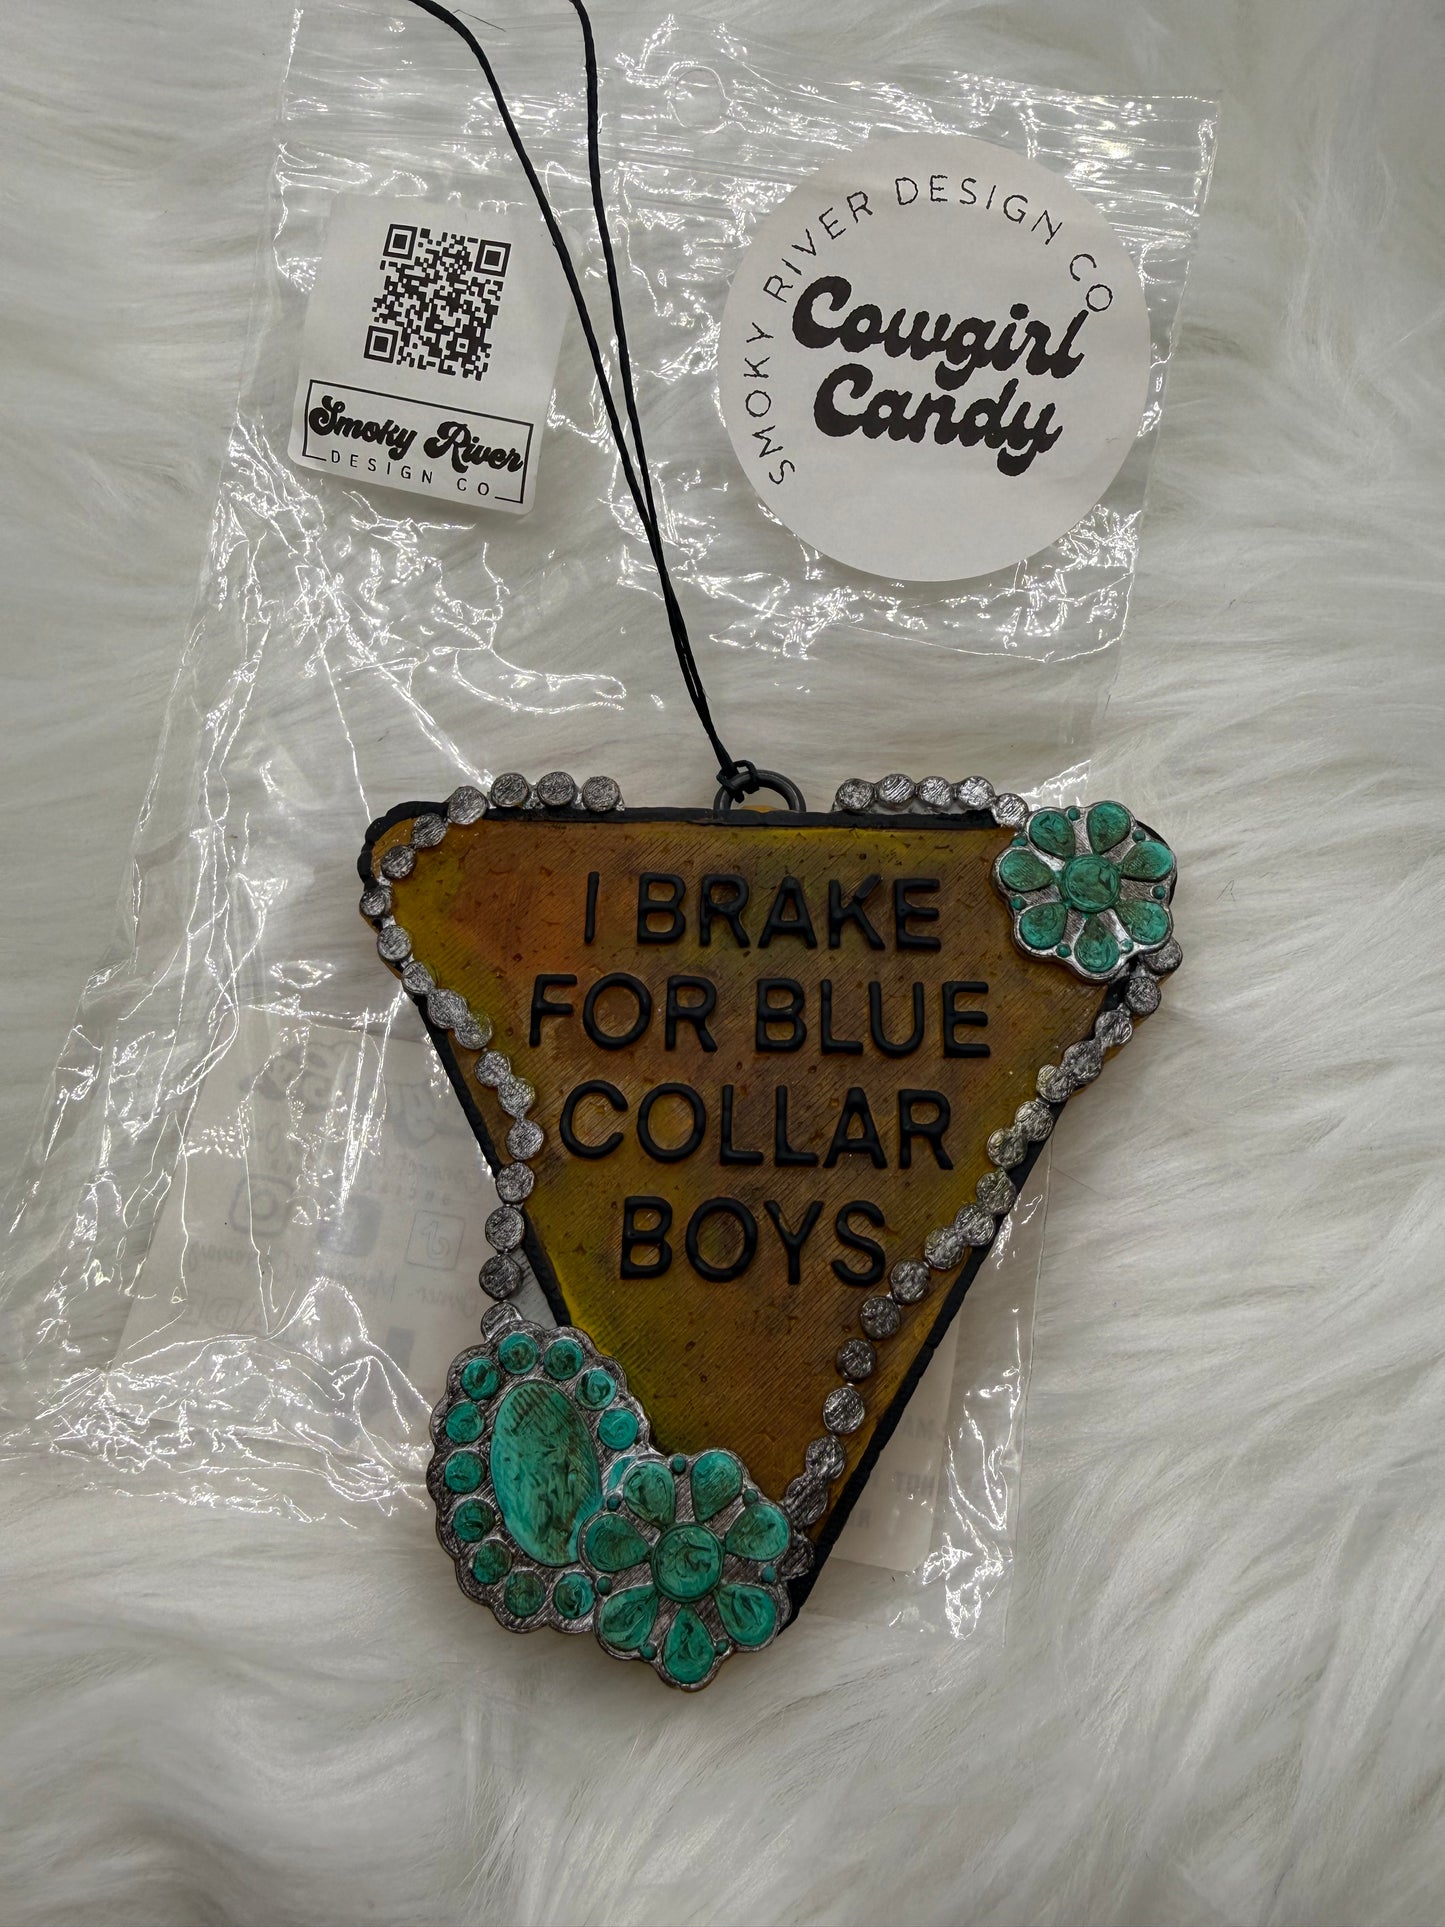 SMOKY RIVER DESIGN CO
Cowgirl
Candy
Smoky River
DESIGN CO
I BRAKE
FOR BLUE
COLLAR
BOYS